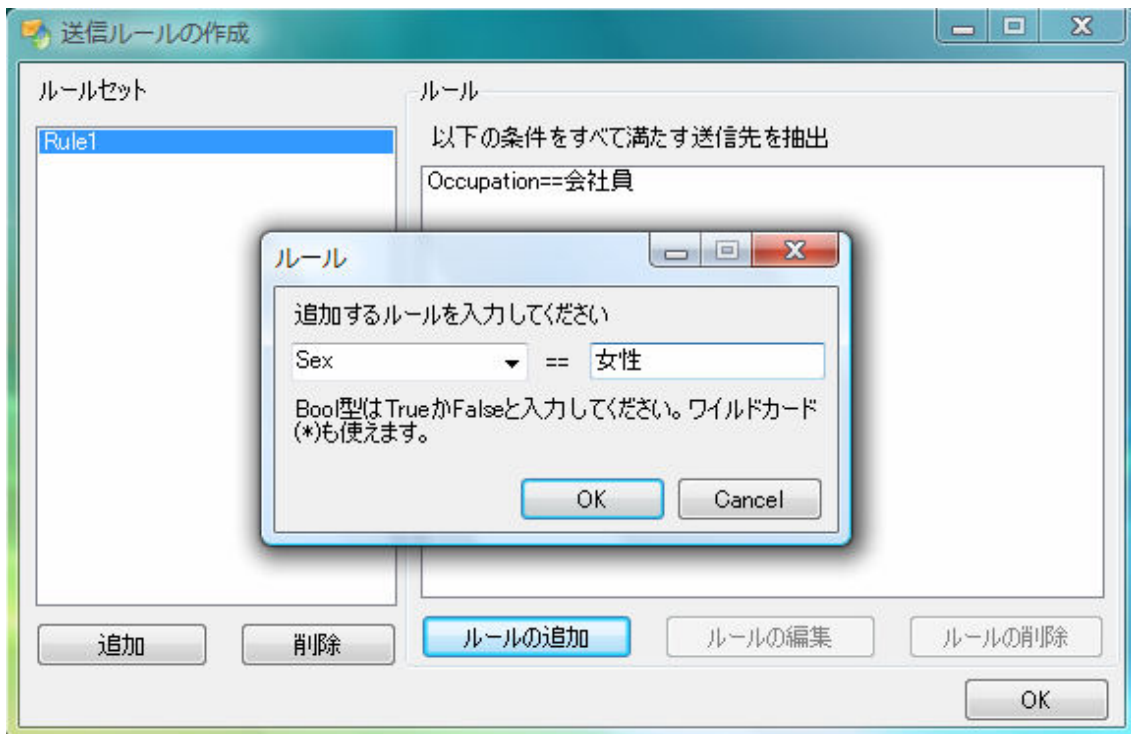 送信ルールの作成
ルールセット
Rule1
追加
削除
ルール
以下の条件をすべて満たす送信先を抽出
Occupation==会社員
ルール
追加するルールを入力してください
Sex == 女性
Bool型はTrueかFalseと入力してください。ワイルドカード
(*)も使えます。
OK
Cancel
ルールの追加
ルールの編集
ルールの削除
OK